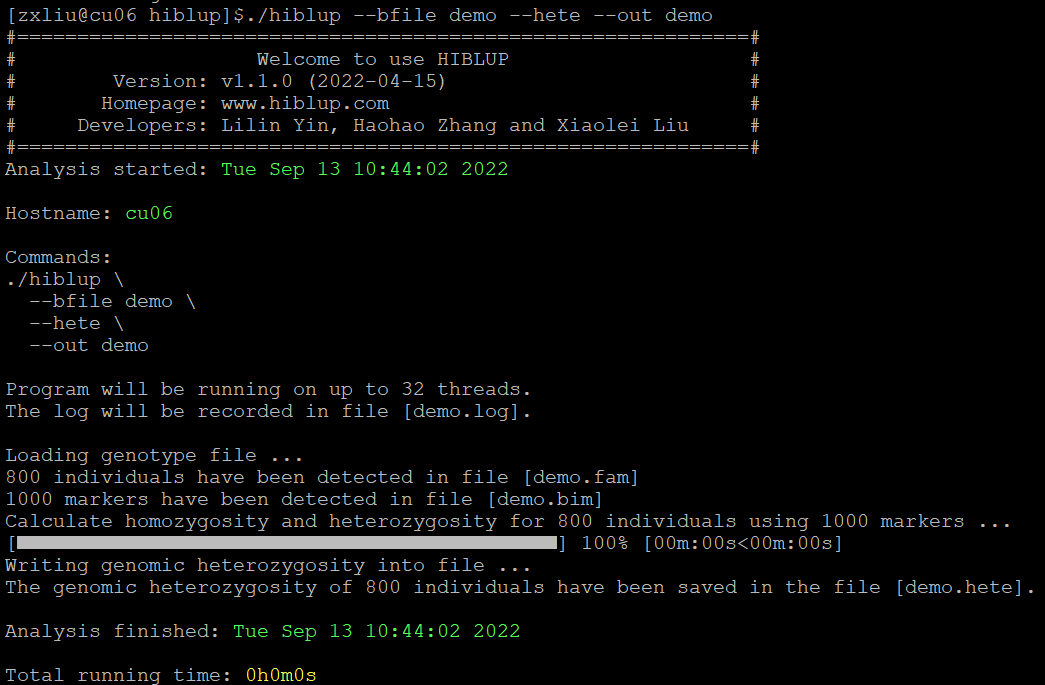 [zxliu@cu06 hiblup]$./hiblup --bfile demo --hete --out demo
#=============================================================#
# Welcome to use HIBLUP #
# Version: v1.1.0 (2022-04-15) #
# Homepage: www.hiblup.com #
# Developers: Lilin Yin, Haohao Zhang and Xiaolei Liu #
#=============================================================#
Analysis started: Tue Sep 13 10:44:02 2022
Hostname: cu06
Commands:
./hiblup \
--bfile demo \
--hete \
--out demo
Program will be running on up to 32 threads.
The log will be recorded in file [demo.log].
Loading genotype file ...
800 individuals have been detected in file [demo.fam]
1000 markers have been detected in file [demo.bim]
Calculate homozygosity and heterozygosity for 800 individuals using 1000 markers ...
[] 100% [00m:00s<00m:00s]
Writing genomic heterozygosity into file ...
The genomic heterozygosity of 800 individuals have been saved in the file [demo.hete].
Analysis finished: Tue Sep 13 10:44:02 2022
Total running time: 0h0m0s